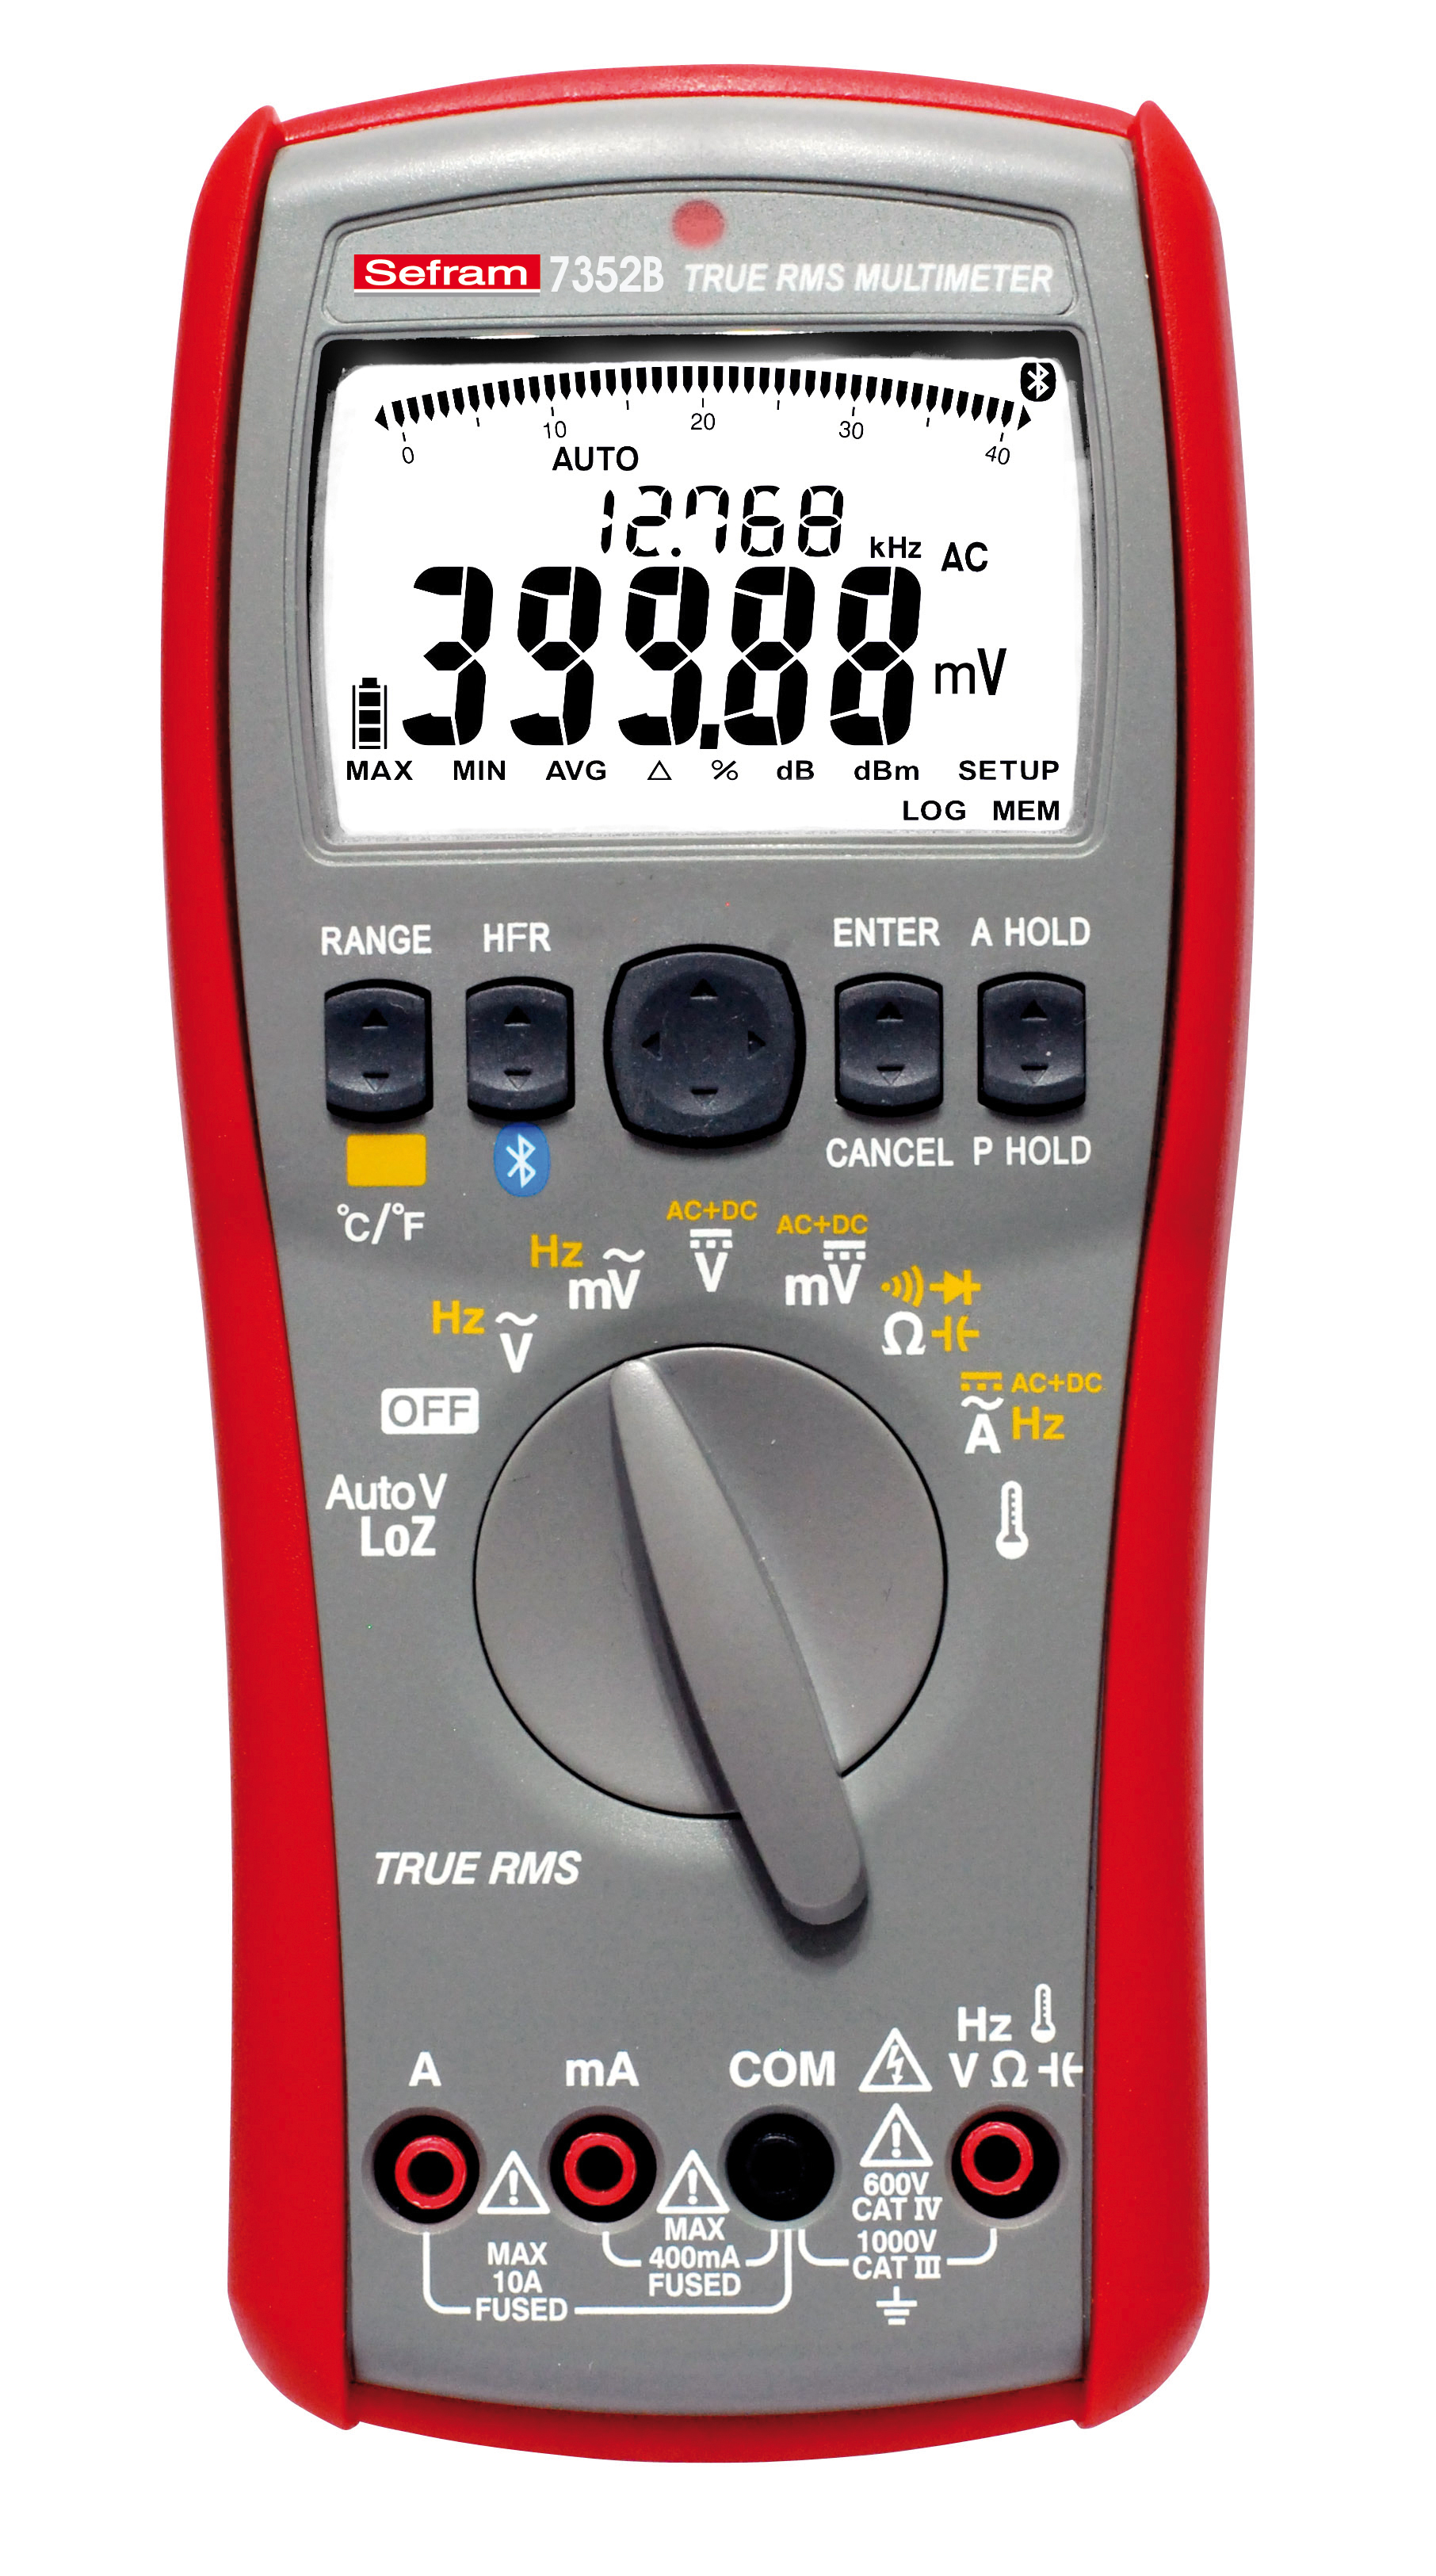 Sefram 7352B TRUE RMS MULTIMETER
0 10 20 30 40
AUTO
12.768 kHz AC
399.88 mV
MAX MIN AVG △ % dB dBm SETUP
LOG MEM
RANGE HFR ENTER A HOLD
CANCEL P HOLD
°C/°F
Hz mV
AC+DC V
AC+DC mV
Hz V
Ω
OFF
AC+DC
A Hz
Auto V
LoZ
TRUE RMS
Hz
A mA COM V Ω
600V
CAT IV
1000V
CAT III
MAX
400mA
FUSED
MAX
10A
FUSED